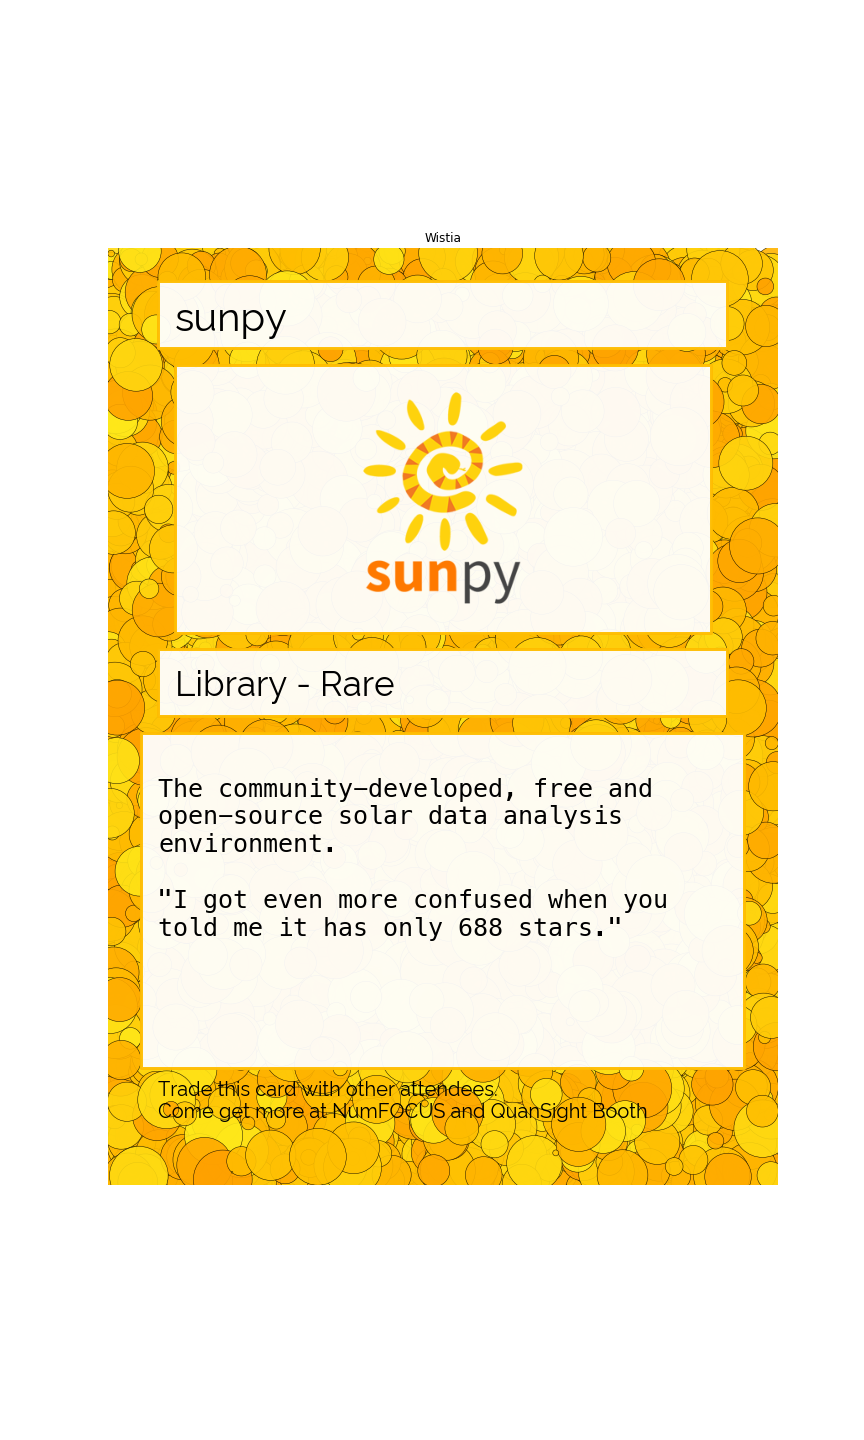 Wistia
sunpy
sunpy
Library - Rare
The community-developed, free and
open-source solar data analysis
environment.
"I got even more confused when you
told me it has only 688 stars."
Trade this card with other attendees.
Come get more at NumFOCUS and QuanSight Booth